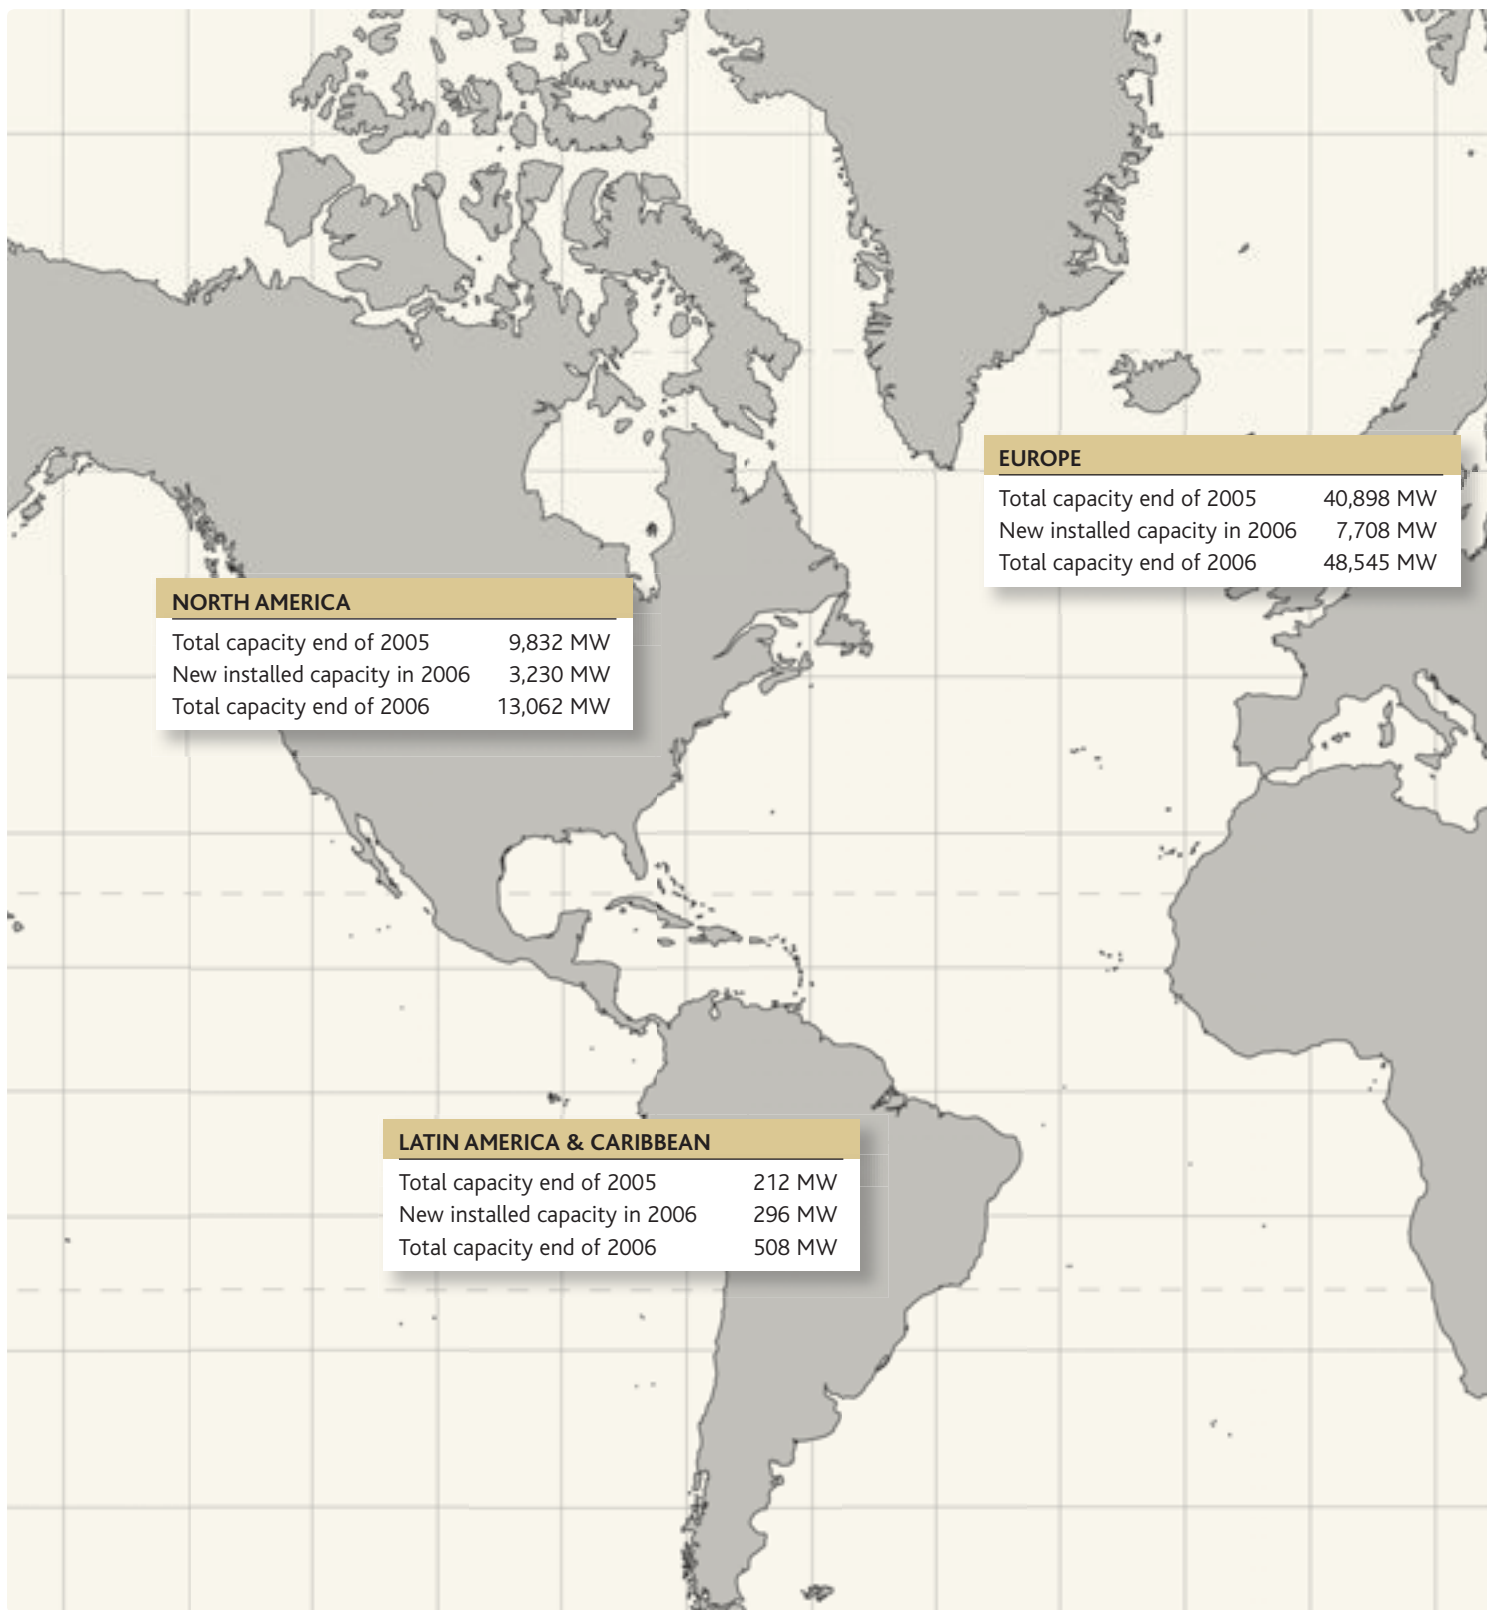 EUROPE
Total capacity end of 2005 40,898 MW
New installed capacity in 2006 7,708 MW
Total capacity end of 2006 48,545 MW
NORTH AMERICA
Total capacity end of 2005 9,832 MW
New installed capacity in 2006 3,230 MW
Total capacity end of 2006 13,062 MW
LATIN AMERICA & CARIBBEAN
Total capacity end of 2005 212 MW
New installed capacity in 2006 296 MW
Total capacity end of 2006 508 MW